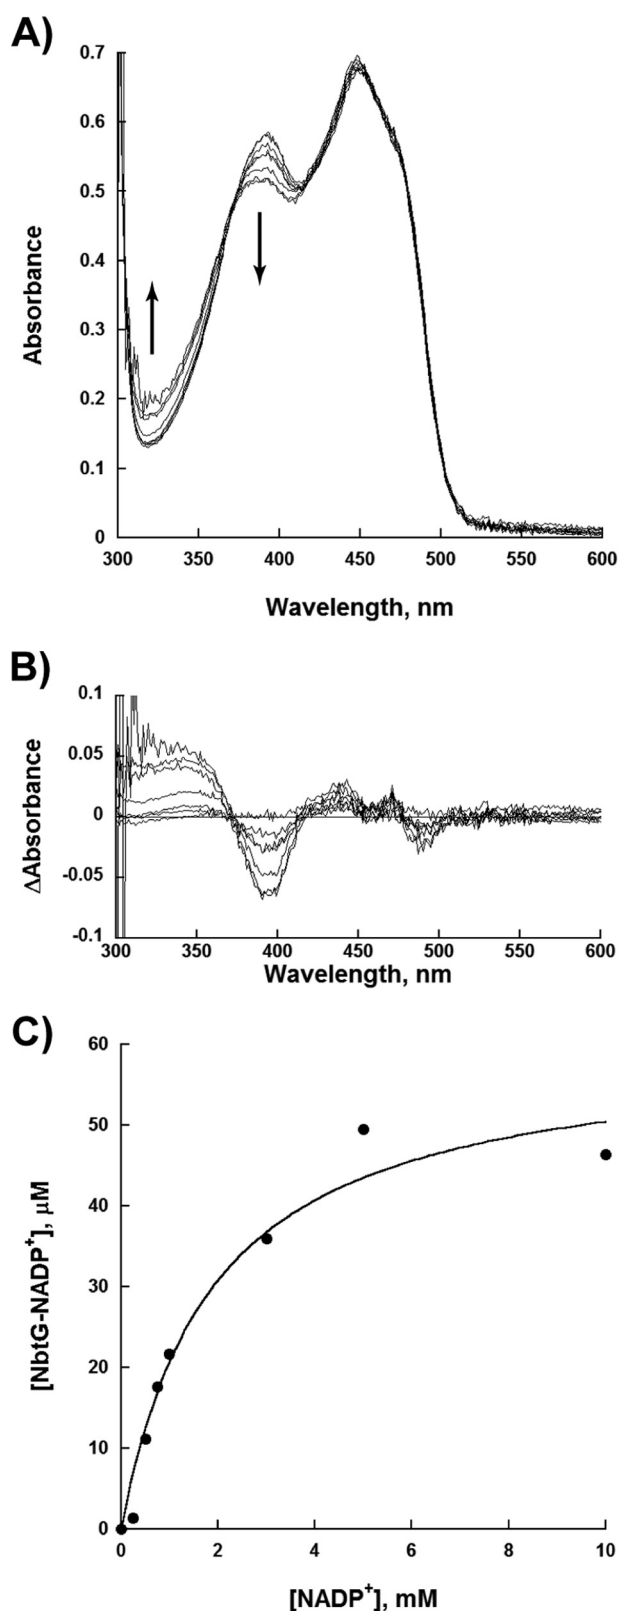 A)
0.7
0.6
0.5
0.4
0.3
0.2
0.1
0
Absorbance
300 350 400 450 500 550 600
Wavelength, nm
B)
0.1
0.05
0
-0.05
-0.1
ΔAbsorbance
300 350 400 450 500 550 600
Wavelength, nm
C)
60
50
40
30
20
10
0
[NbtG-NADP⁺], μM
0 2 4 6 8 10
[NADP⁺], mM